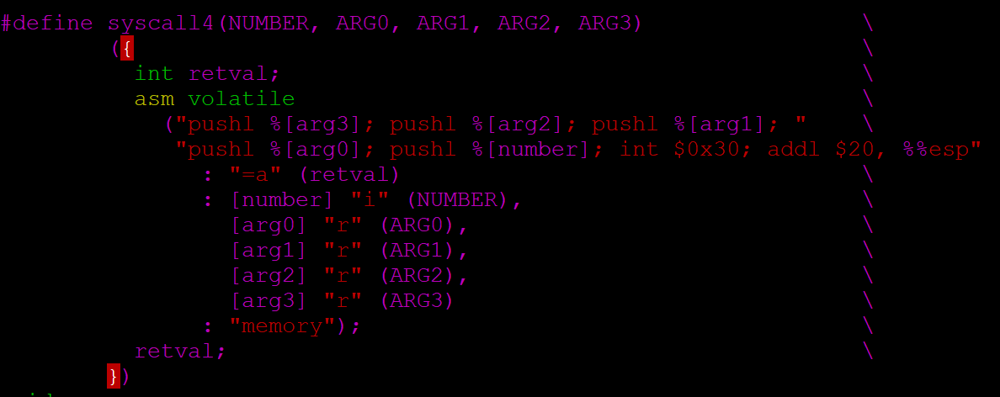 #define syscall4(NUMBER, ARG0, ARG1, ARG2, ARG3) \
({ \
int retval; \
asm volatile \
("pushl %[arg3]; pushl %[arg2]; pushl %[arg1]; " \
"pushl %[arg0]; pushl %[number]; int $0x30; addl $20, %%esp"
: "=a" (retval) \
: [number] "i" (NUMBER), \
[arg0] "r" (ARG0), \
[arg1] "r" (ARG1), \
[arg2] "r" (ARG2), \
[arg3] "r" (ARG3) \
: "memory"); \
retval; \
})